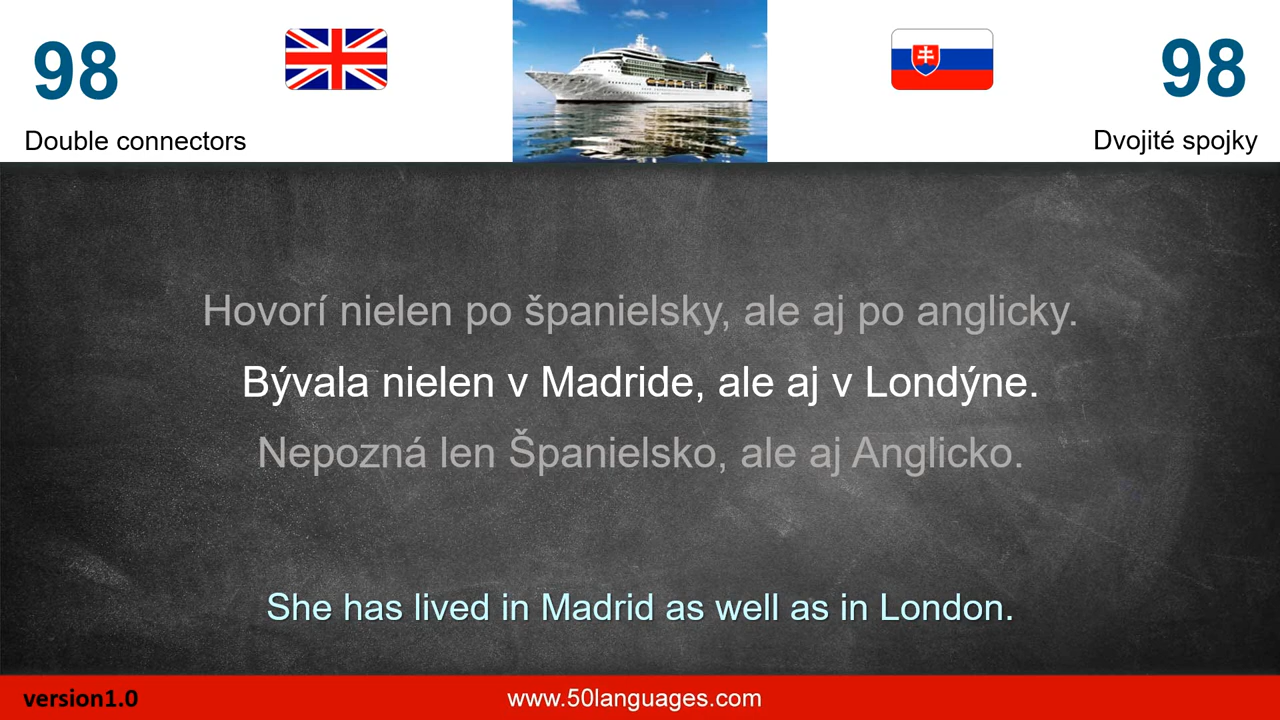 98
98
Double connectors
Dvojité spojky
Hovorí nielen po španielsky, ale aj po anglicky.
Bývala nielen v Madride, ale aj v Londýne.
Nepozná len Španielsko, ale aj Anglicko.
She has lived in Madrid as well as in London.
version1.0
www.50languages.com